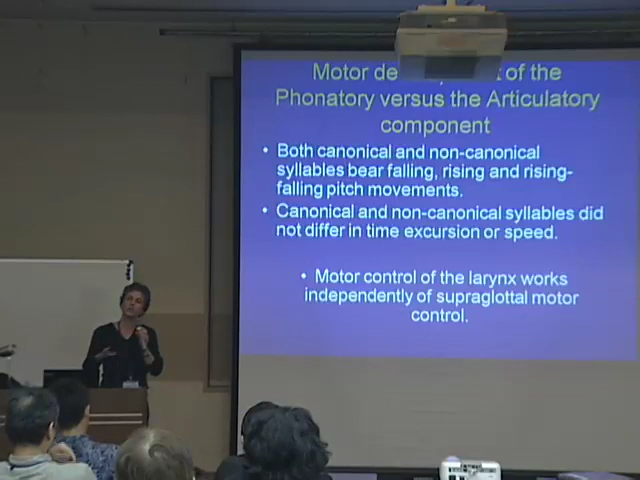 Motor de t of the
Phonatory versus the Articulatory
component
• Both canonical and non-canonical
syllables bear falling, rising and rising-
falling pitch movements.
• Canonical and non-canonical syllables did
not differ in time excursion or speed.
• Motor control of the larynx works
independently of supraglottal motor
control.